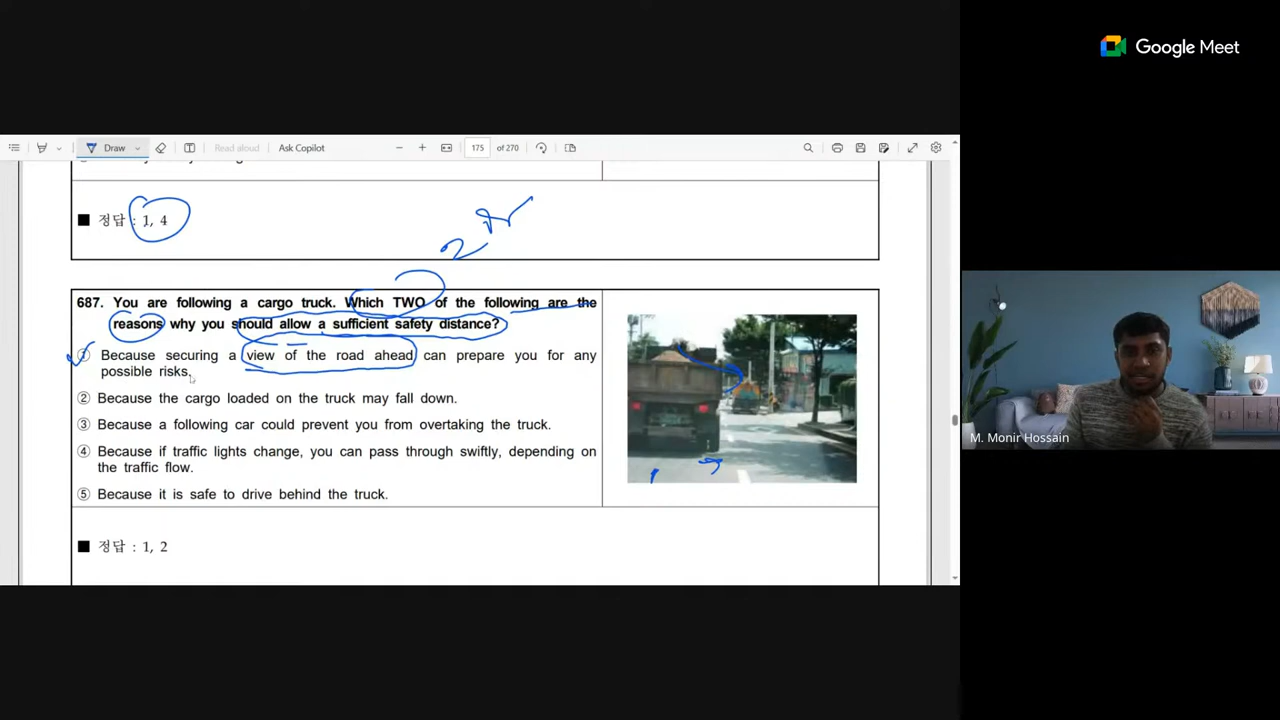 Google Meet
Draw
Read aloud
Ask Copilot
175
of 270
■ 정답 : 1, 4
2
687. You are following a cargo truck. Which TWO of the following are the
reasons why you should allow a sufficient safety distance?
① Because securing a view of the road ahead can prepare you for any
possible risks.
② Because the cargo loaded on the truck may fall down.
③ Because a following car could prevent you from overtaking the truck.
④ Because if traffic lights change, you can pass through swiftly, depending on
the traffic flow.
⑤ Because it is safe to drive behind the truck.
■ 정답 : 1, 2
M. Monir Hossain